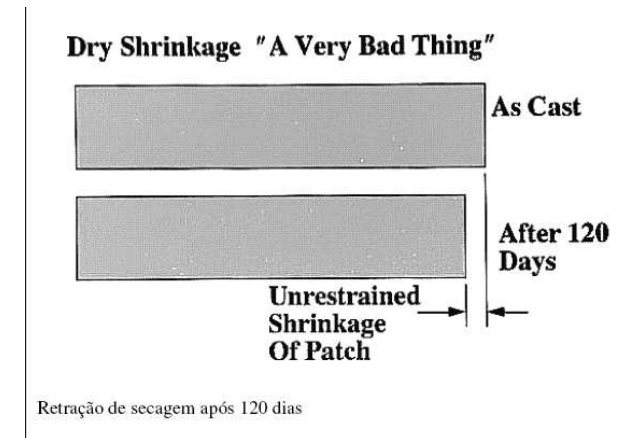 Dry Shrinkage "A Very Bad Thing"
As Cast
After 120
Days
Unrestrained
Shrinkage
Of Patch
Retração de secagem após 120 dias